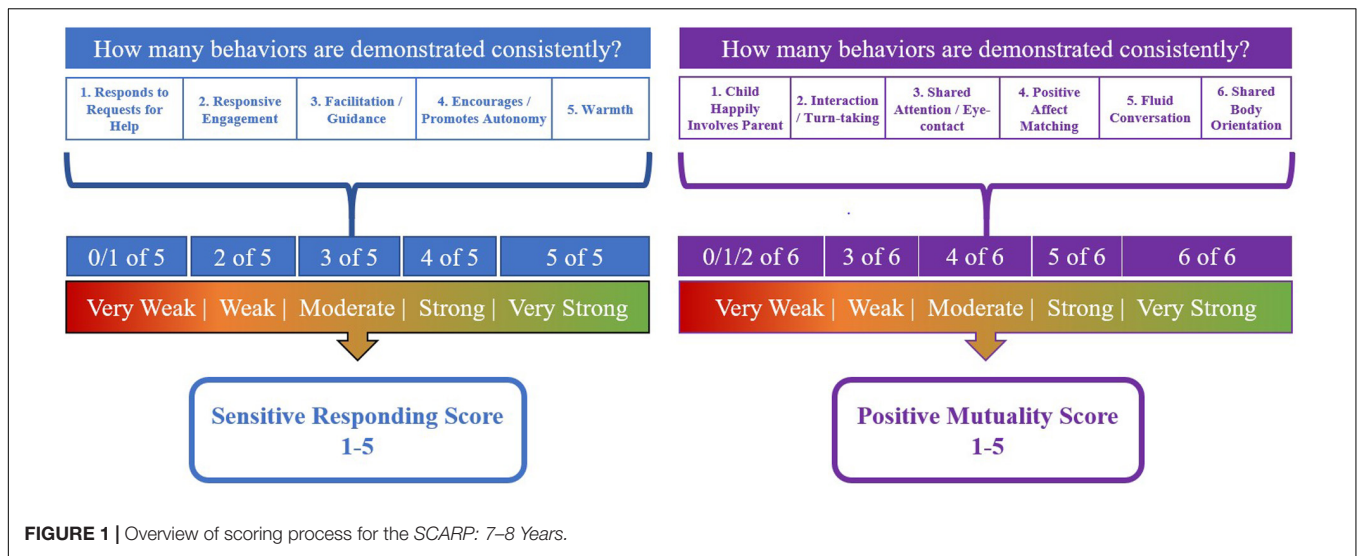 How many behaviors are demonstrated consistently?
1. Responds to
Requests for
Help
2. Responsive
Engagement
3. Facilitation /
Guidance
4. Encourages /
Promotes Autonomy
5. Warmth
0/1 of 5
2 of 5
3 of 5
4 of 5
5 of 5
Very Weak | Weak | Moderate | Strong | Very Strong
Sensitive Responding Score
1-5
How many behaviors are demonstrated consistently?
1. Child
Happily
Involves Parent
2. Interaction
/ Turn-taking
3. Shared
Attention / Eye-
contact
4. Positive
Affect
Matching
5. Fluid
Conversation
6. Shared
Body
Orientation
0/1/2 of 6
3 of 6
4 of 6
5 of 6
6 of 6
Very Weak | Weak | Moderate | Strong | Very Strong
Positive Mutuality Score
1-5
FIGURE 1 | Overview of scoring process for the SCARP: 7–8 Years.